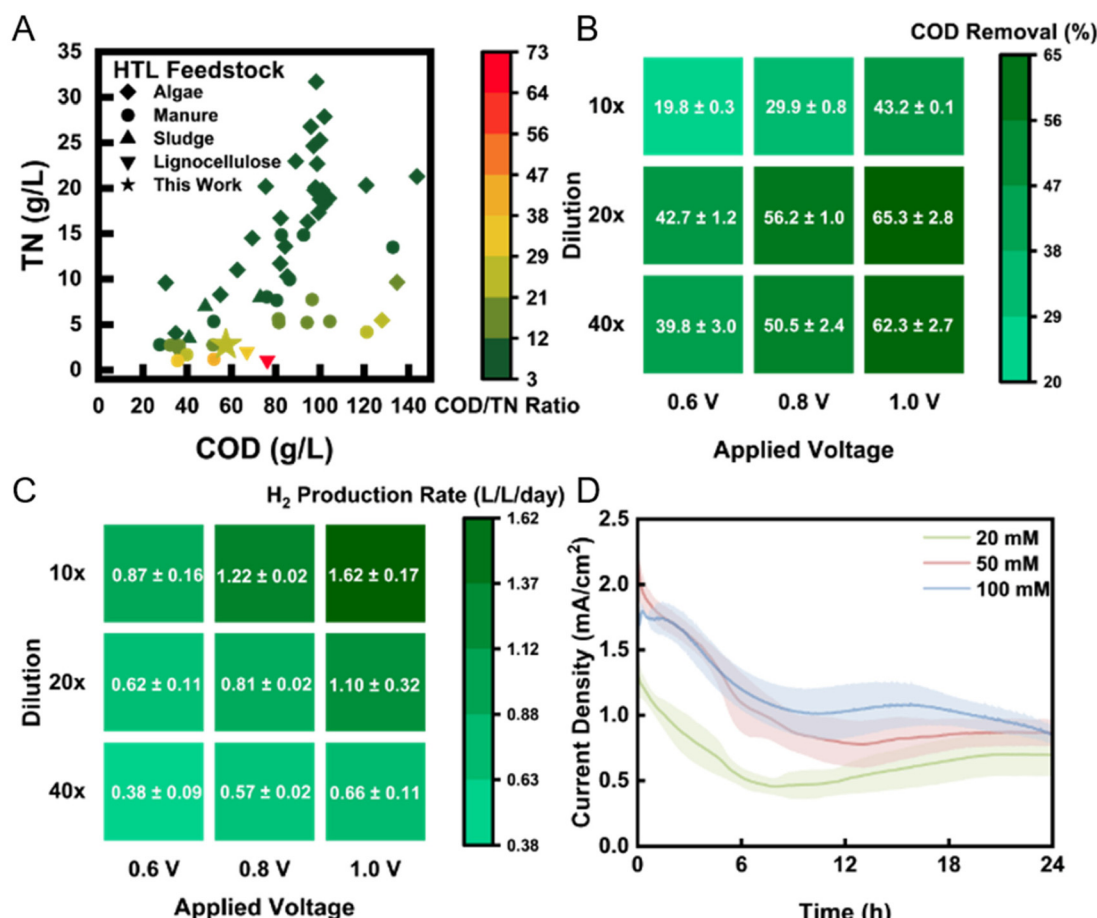 A
TN (g/L)
35
30
25
20
15
10
5
0
HTL Feedstock
Algae
Manure
Sludge
Lignocellulose
This Work
0 20 40 60 80 100 120 140
COD (g/L)
73
64
56
47
38
29
21
12
3
COD/TN Ratio
B
COD Removal (%)
Dilution
10x 19.8 ± 0.3 29.9 ± 0.8 43.2 ± 0.1
20x 42.7 ± 1.2 56.2 ± 1.0 65.3 ± 2.8
40x 39.8 ± 3.0 50.5 ± 2.4 62.3 ± 2.7
0.6 V 0.8 V 1.0 V
Applied Voltage
65
56
47
38
29
20
C
H2 Production Rate (L/L/day)
Dilution
10x 0.87 ± 0.16 1.22 ± 0.02 1.62 ± 0.17
20x 0.62 ± 0.11 0.81 ± 0.02 1.10 ± 0.32
40x 0.38 ± 0.09 0.57 ± 0.02 0.66 ± 0.11
0.6 V 0.8 V 1.0 V
Applied Voltage
1.62
1.37
1.12
0.88
0.63
0.38
D
Current Density (mA/cm²)
2.5
2.0
1.5
1.0
0.5
0.0
20 mM
50 mM
100 mM
0 6 12 18 24
Time (h)